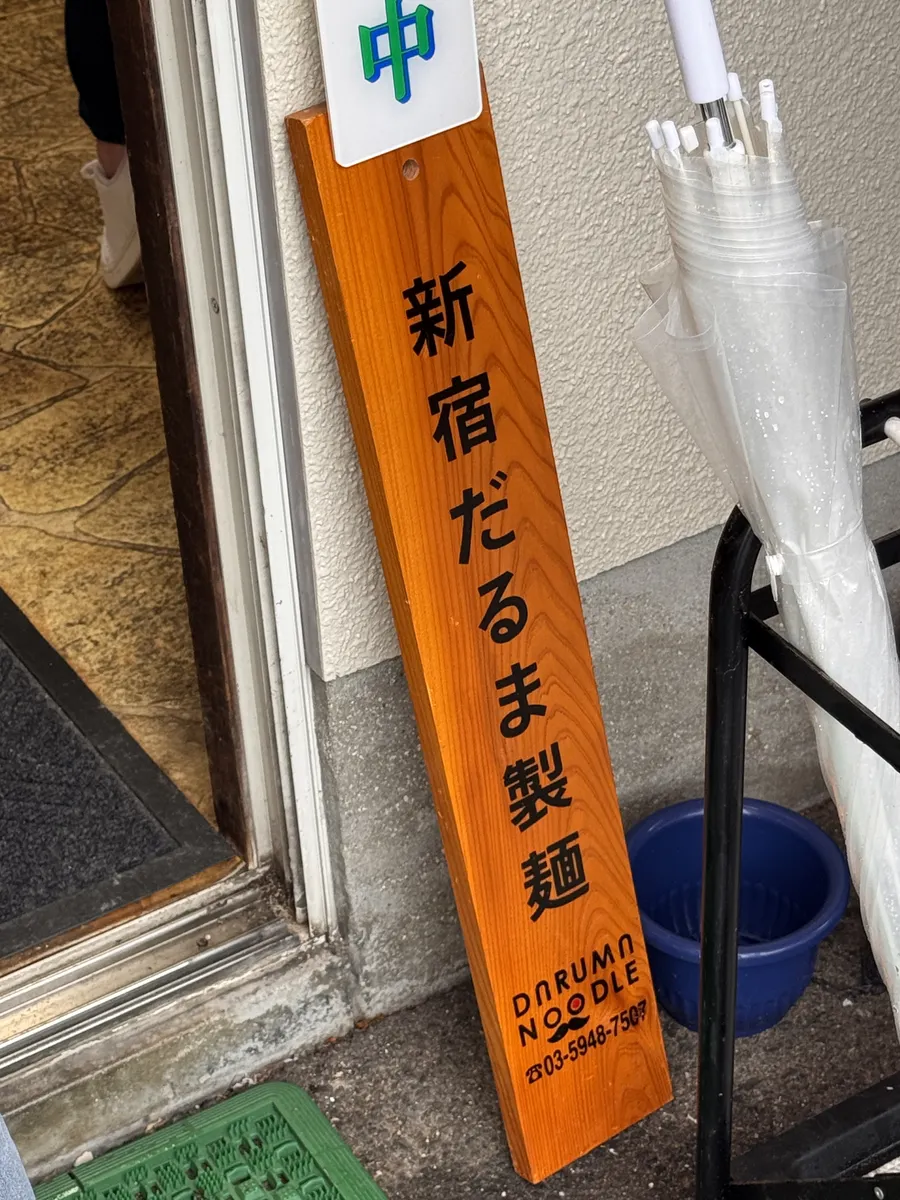 中
新宿だるま製麺
DARUMA
NOODLE
☎03-5948-7507